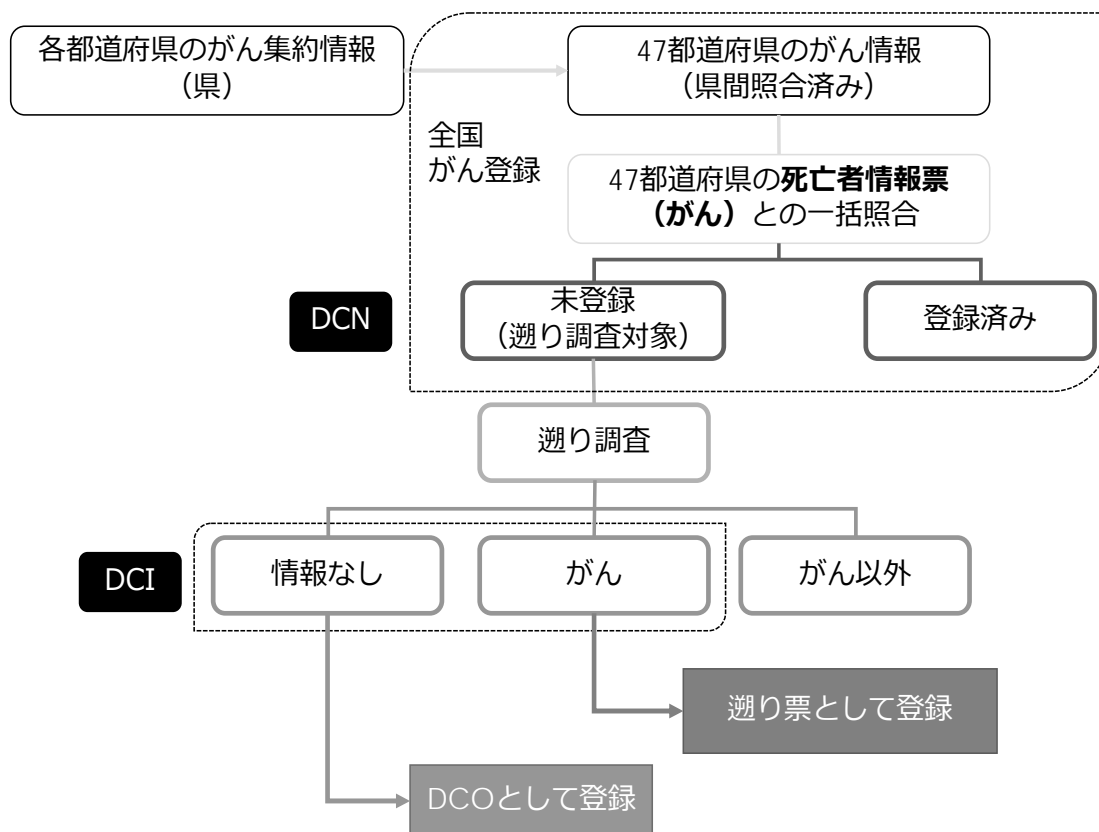 各都道府県のがん集約情報
（県）
47都道府県のがん情報
（県間照合済み）
全国
がん登録
47都道府県の死亡者情報票
（がん）との一括照合
DCN
未登録
（遡り調査対象）
登録済み
遡り調査
DCI
情報なし
がん
がん以外
遡り票として登録
DCOとして登録